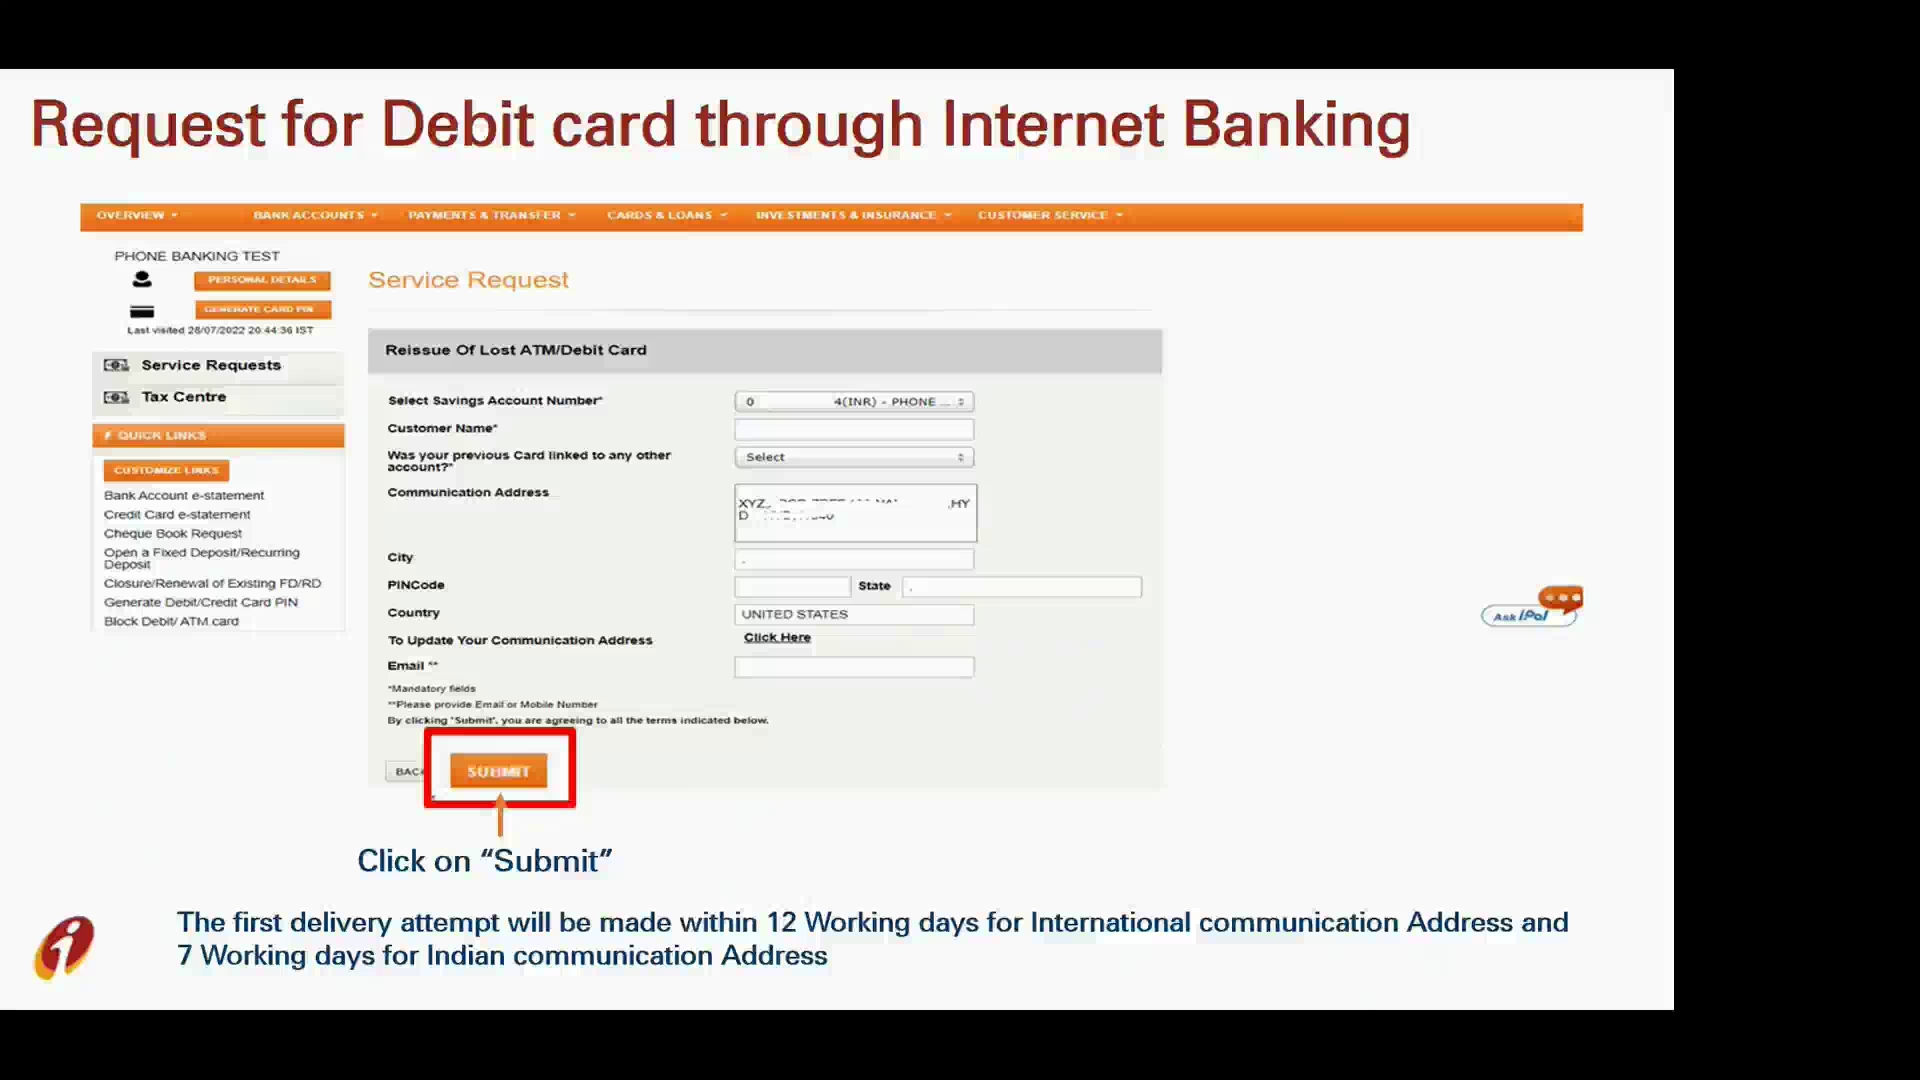 Request for Debit card through Internet Banking
OVERVIEW BANK ACCOUNTS PAYMENTS & TRANSFER CARDS & LOANS INVESTMENTS & INSURANCE CUSTOMER SERVICE
PHONE BANKING TEST
PERSONAL DETAILS
GENERATE CARD PIN
Last visited 28/07/2022 20:44:36 IST
Service Requests
Tax Centre
QUICK LINKS
CUSTOMIZE LINKS
Bank Account e-statement
Credit Card e-statement
Cheque Book Request
Open a Fixed Deposit/Recurring
Deposit
Closure/Renewal of Existing FD/RD
Generate Debit/Credit Card PIN
Block Debit/ ATM card
Service Request
Reissue Of Lost ATM/Debit Card
Select Savings Account Number* 0 4(INR) - PHONE ...
Customer Name*
Was your previous Card linked to any other
account?* Select
Communication Address
XYZ, ,HY
D
City .
PINCode State .
Country UNITED STATES
To Update Your Communication Address Click Here
Email **
*Mandatory fields
**Please provide Email or Mobile Number
By clicking 'Submit', you are agreeing to all the terms indicated below.
BACK SUBMIT
Ask iPal
Click on “Submit”
The first delivery attempt will be made within 12 Working days for International communication Address and
7 Working days for Indian communication Address